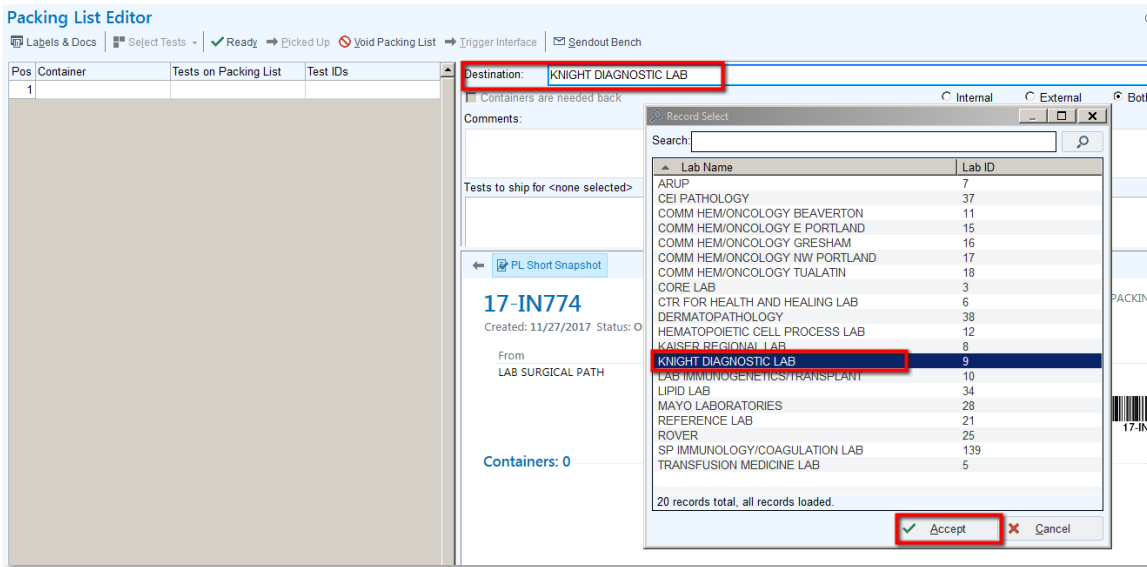 Packing List Editor
Labels & Docs Select Tests Ready Picked Up Void Packing List Trigger Interface Sendout Bench
Pos Container Tests on Packing List Test IDs
1
Destination: KNIGHT DIAGNOSTIC LAB
Containers are needed back Internal External Both
Comments:
Tests to ship for <none selected>
PL Short Snapshot
17-IN774
Created: 11/27/2017 Status: O
From
LAB SURGICAL PATH
Containers: 0
PACKIN
17-IN
Record Select
Search:
Lab Name Lab ID
ARUP 7
CEI PATHOLOGY 37
COMM HEM/ONCOLOGY BEAVERTON 11
COMM HEM/ONCOLOGY E PORTLAND 15
COMM HEM/ONCOLOGY GRESHAM 16
COMM HEM/ONCOLOGY NW PORTLAND 17
COMM HEM/ONCOLOGY TUALATIN 18
CORE LAB 3
CTR FOR HEALTH AND HEALING LAB 6
DERMATOPATHOLOGY 38
HEMATOPOIETIC CELL PROCESS LAB 12
KAISER REGIONAL LAB 8
KNIGHT DIAGNOSTIC LAB 9
LAB IMMUNOGENETICS/TRANSPLANT 10
LIPID LAB 34
MAYO LABORATORIES 28
REFERENCE LAB 21
ROVER 25
SP IMMUNOLOGY/COAGULATION LAB 139
TRANSFUSION MEDICINE LAB 5
20 records total, all records loaded.
Accept Cancel